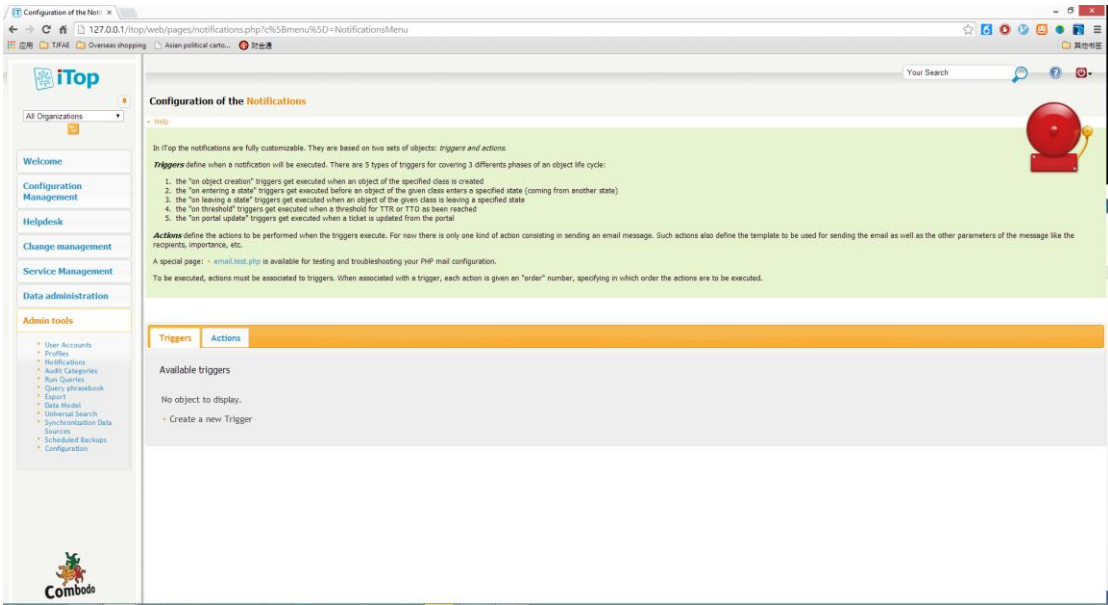 Configuration of the Noti
127.0.0.1/itop/web/pages/notifications.php?c%5Bmenu%5D=NotificationsMenu
应用 TJFAE Overseas shopping Asian political carto... 财金通 其他书签
iTop
Your Search
All Organizations
Configuration of the Notifications
Help
In iTop the notifications are fully customizable. They are based on two sets of objects: triggers and actions.
Triggers define when a notification will be executed. There are 5 types of triggers for covering 3 differents phases of an object life cycle:
1. the "on object creation" triggers get executed when an object of the specified class is created
2. the "on entering a state" triggers get executed before an object of the given class enters a specified state (coming from another state)
3. the "on leaving a state" triggers get executed when an object of the given class is leaving a specified state
4. the "on threshold" triggers get executed when a threshold for TTR or TTO as been reached
5. the "on portal update" triggers get executed when a ticket is updated from the portal
Actions define the actions to be performed when the triggers execute. For now there is only one kind of action consisting in sending an email message. Such actions also define the template to be used for sending the email as well as the other parameters of the message like the
recipients, importance, etc.
A special page: email.test.php is available for testing and troubleshooting your PHP mail configuration.
To be executed, actions must be associated to triggers. When associated with a trigger, each action is given an "order" number, specifying in which order the actions are to be executed.
Welcome
Configuration
Management
Helpdesk
Change management
Service Management
Data administration
Admin tools
User Accounts
Profiles
Notifications
Audit Categories
Run Queries
Query phrasebook
Export
Data Model
Universal Search
Synchronization Data
Sources
Scheduled Backups
Configuration
Triggers Actions
Available triggers
No object to display.
Create a new Trigger
Combodo